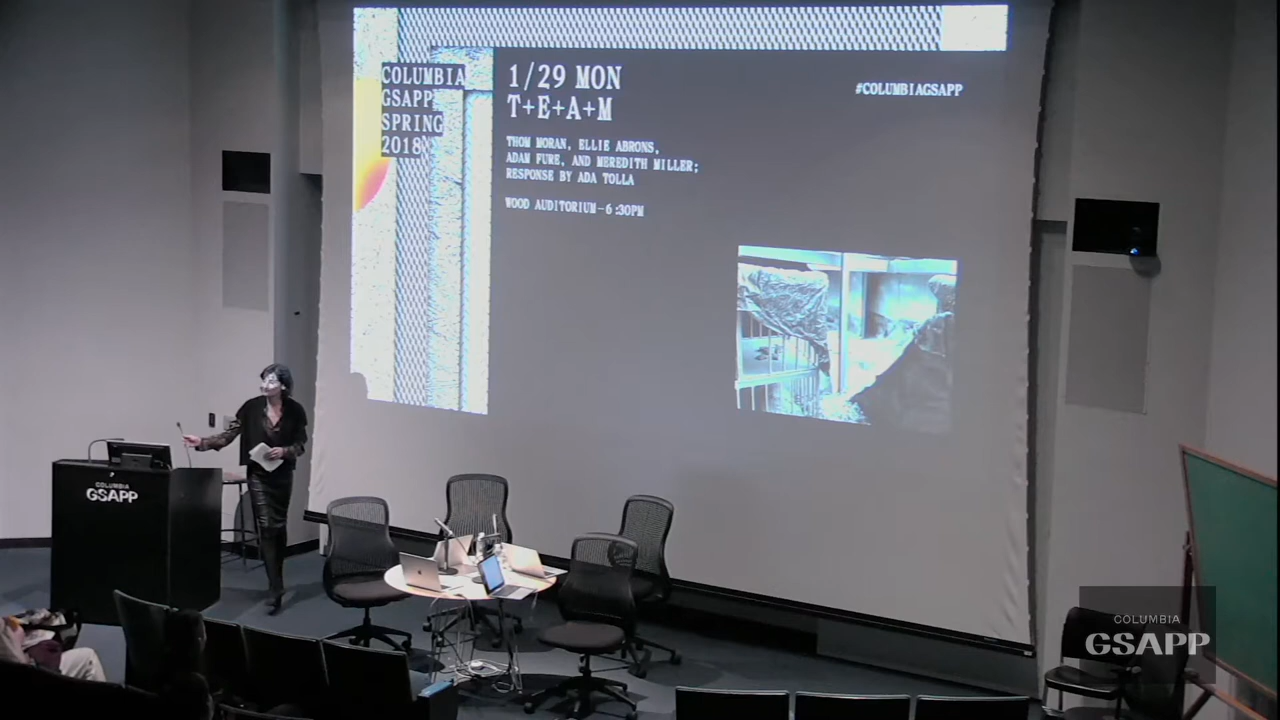 COLUMBIA
GSAPP
SPRING
2018
1/29 MON
T+E+A+M
THOM MORAN, ELLIE ABRONS,
ADAM FURE, AND MEREDITH MILLER;
RESPONSE BY ADA TOLLA
WOOD AUDITORIUM-6:30PM
#COLUMBIAGSAPP
COLUMBIA
GSAPP
COLUMBIA
GSAPP